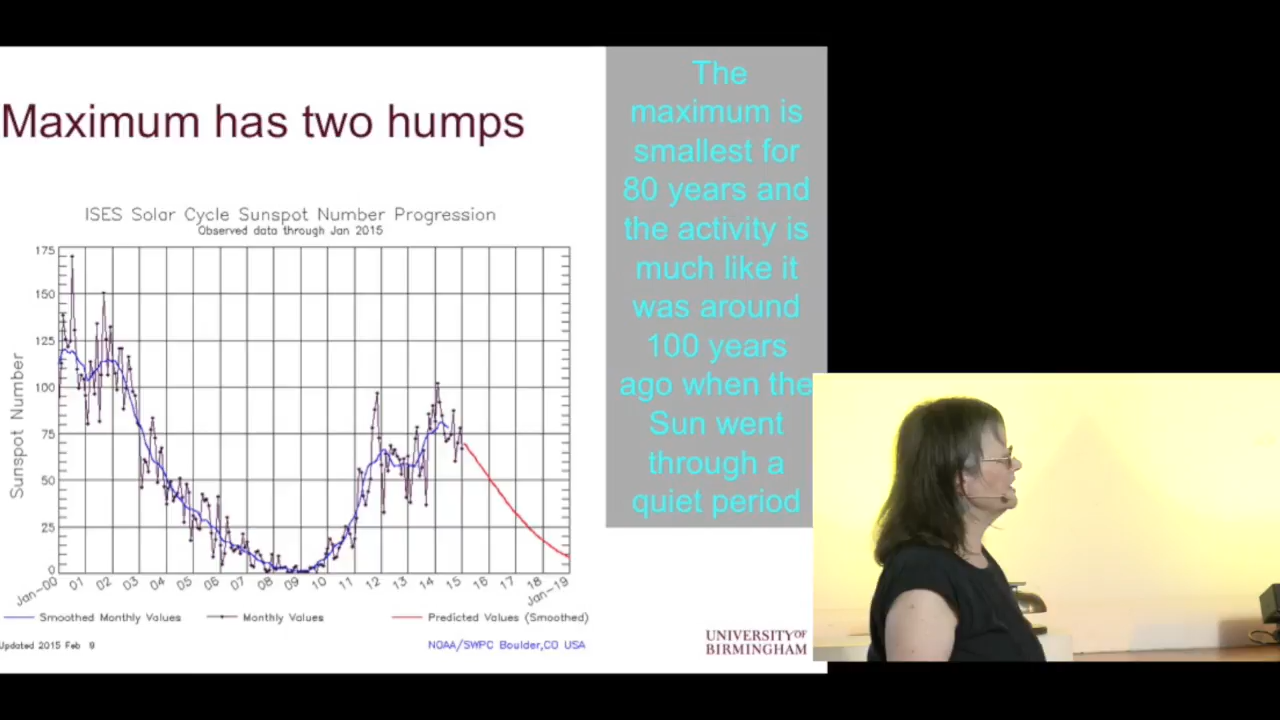 Maximum has two humps
ISES Solar Cycle Sunspot Number Progression
Observed data through Jan 2015
175
150
125
100
75
50
25
0
Sunspot Number
Jan-00 01 02 03 04 05 06 07 08 09 10 11 12 13 14 15 16 17 18 Jan-19
Smoothed Monthly Values Monthly Values Predicted Values (Smoothed)
Updated 2015 Feb 9 NOAA/SWPC Boulder,CO USA
The
maximum is
smallest for
80 years and
the activity is
much like it
was around
100 years
ago when the
Sun went
through a
quiet period
UNIVERSITY OF
BIRMINGHAM